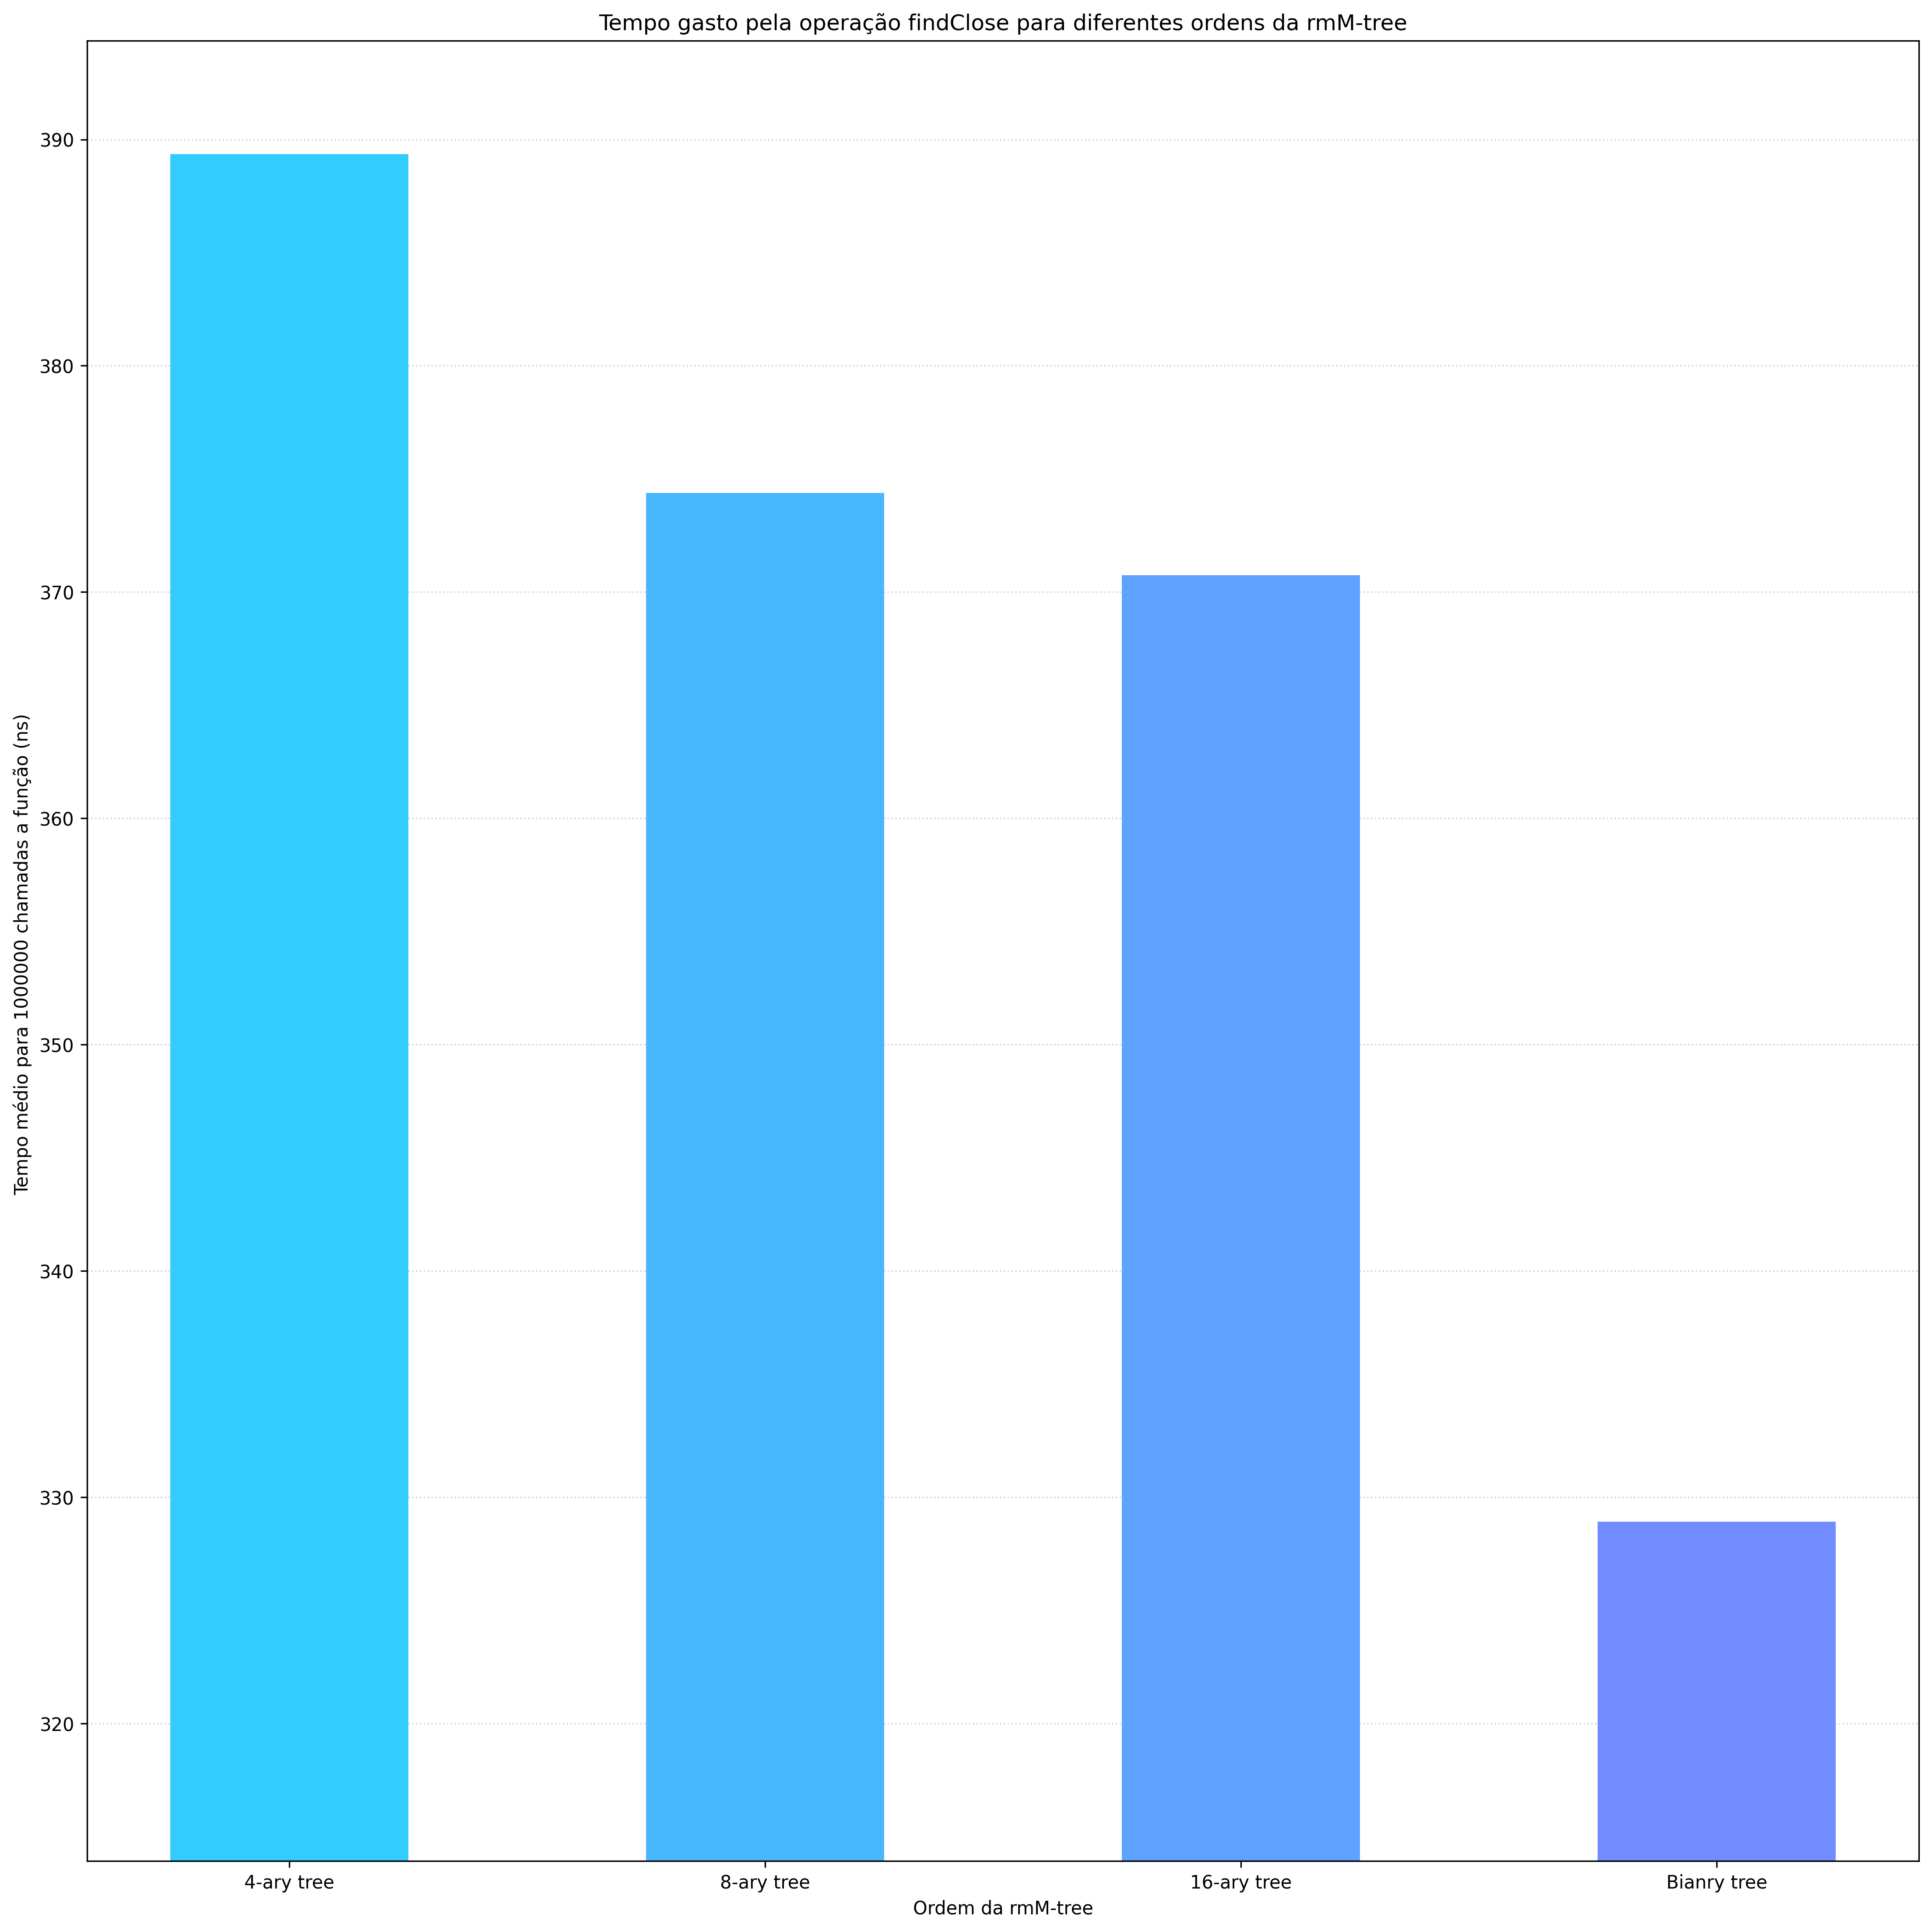 Tempo gasto pela operação findClose para diferentes ordens da rmM-tree
Tempo médio para 1000000 chamadas a função (ns)
390
380
370
360
350
340
330
320
4-ary tree
8-ary tree
16-ary tree
Bianry tree
Ordem da rmM-tree